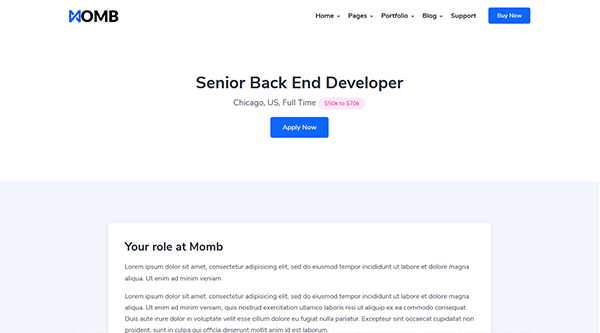 MOMB Home Pages Portfolio Blog Support Buy Now
Senior Back End Developer
Chicago, US, Full Time $50k to $70k
Apply Now
Your role at Momb
Lorem ipsum dolor sit amet, consectetur adipisicing elit, sed do eiusmod tempor incididunt ut labore et dolore magna
aliqua. Ut enim ad minim veniam
Lorem ipsum dolor sit amet, consectetur adipisicing elit, sed do eiusmod tempor incididunt ut labore et dolore magna
aliqua. Ut enim ad minim veniam, quis nostrud exercitation ullamco laboris nisi ut aliquip ex ea commodo consequat.
Duis aute irure dolor in voluptate velit esse cillum dolore eu fugiat nulla pariatur. Excepteur sint occaecat cupidatat non
proident, sunt in culpa qui officia deserunt mollit anim id est laborum.